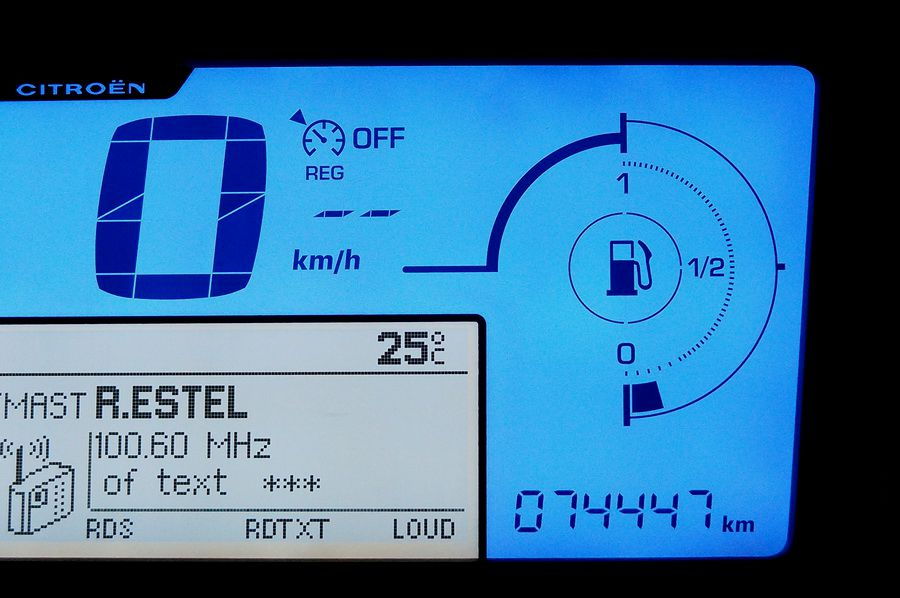 CITROËN
0
OFF
REG
-- --
km/h
1
1/2
0
25°C
TMAST R.ESTEL
100.60 MHz
of text ***
RDS RDTXT LOUD
074447 km